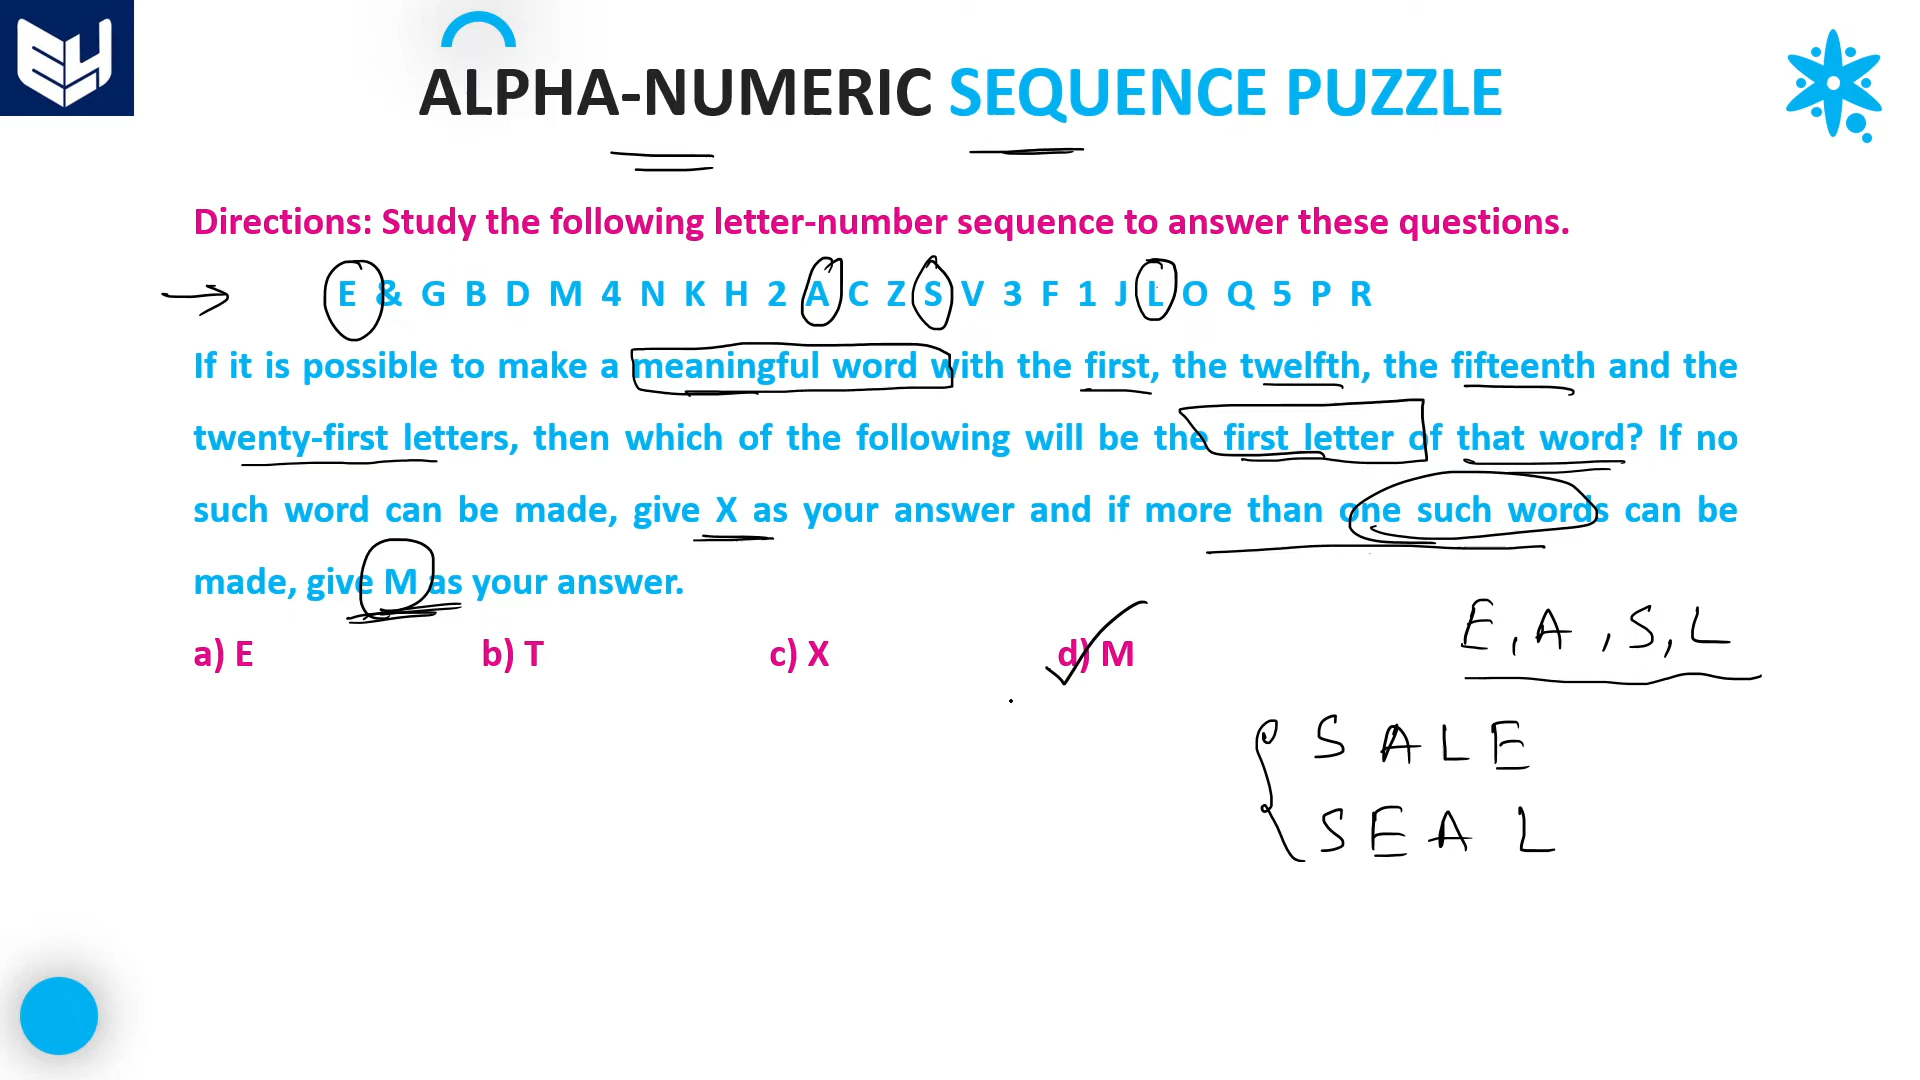 ALPHA-NUMERIC SEQUENCE PUZZLE
Directions: Study the following letter-number sequence to answer these questions.
E & G B D M 4 N K H 2 A C Z S V 3 F 1 J L O Q 5 P R
If it is possible to make a meaningful word with the first, the twelfth, the fifteenth and the
twenty-first letters, then which of the following will be the first letter of that word? If no
such word can be made, give X as your answer and if more than one such words can be
made, give M as your answer.
a) E b) T c) X d) M
E, A, S, L
SALE
SEAL